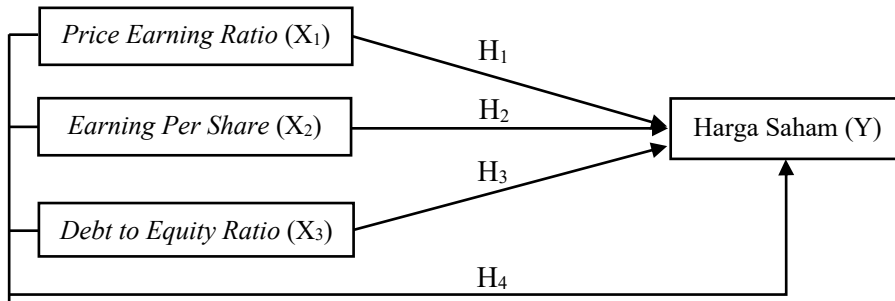 Price Earning Ratio (X₁)
H₁
Earning Per Share (X₂)
H₂
Harga Saham (Y)
H₃
Debt to Equity Ratio (X₃)
H₄